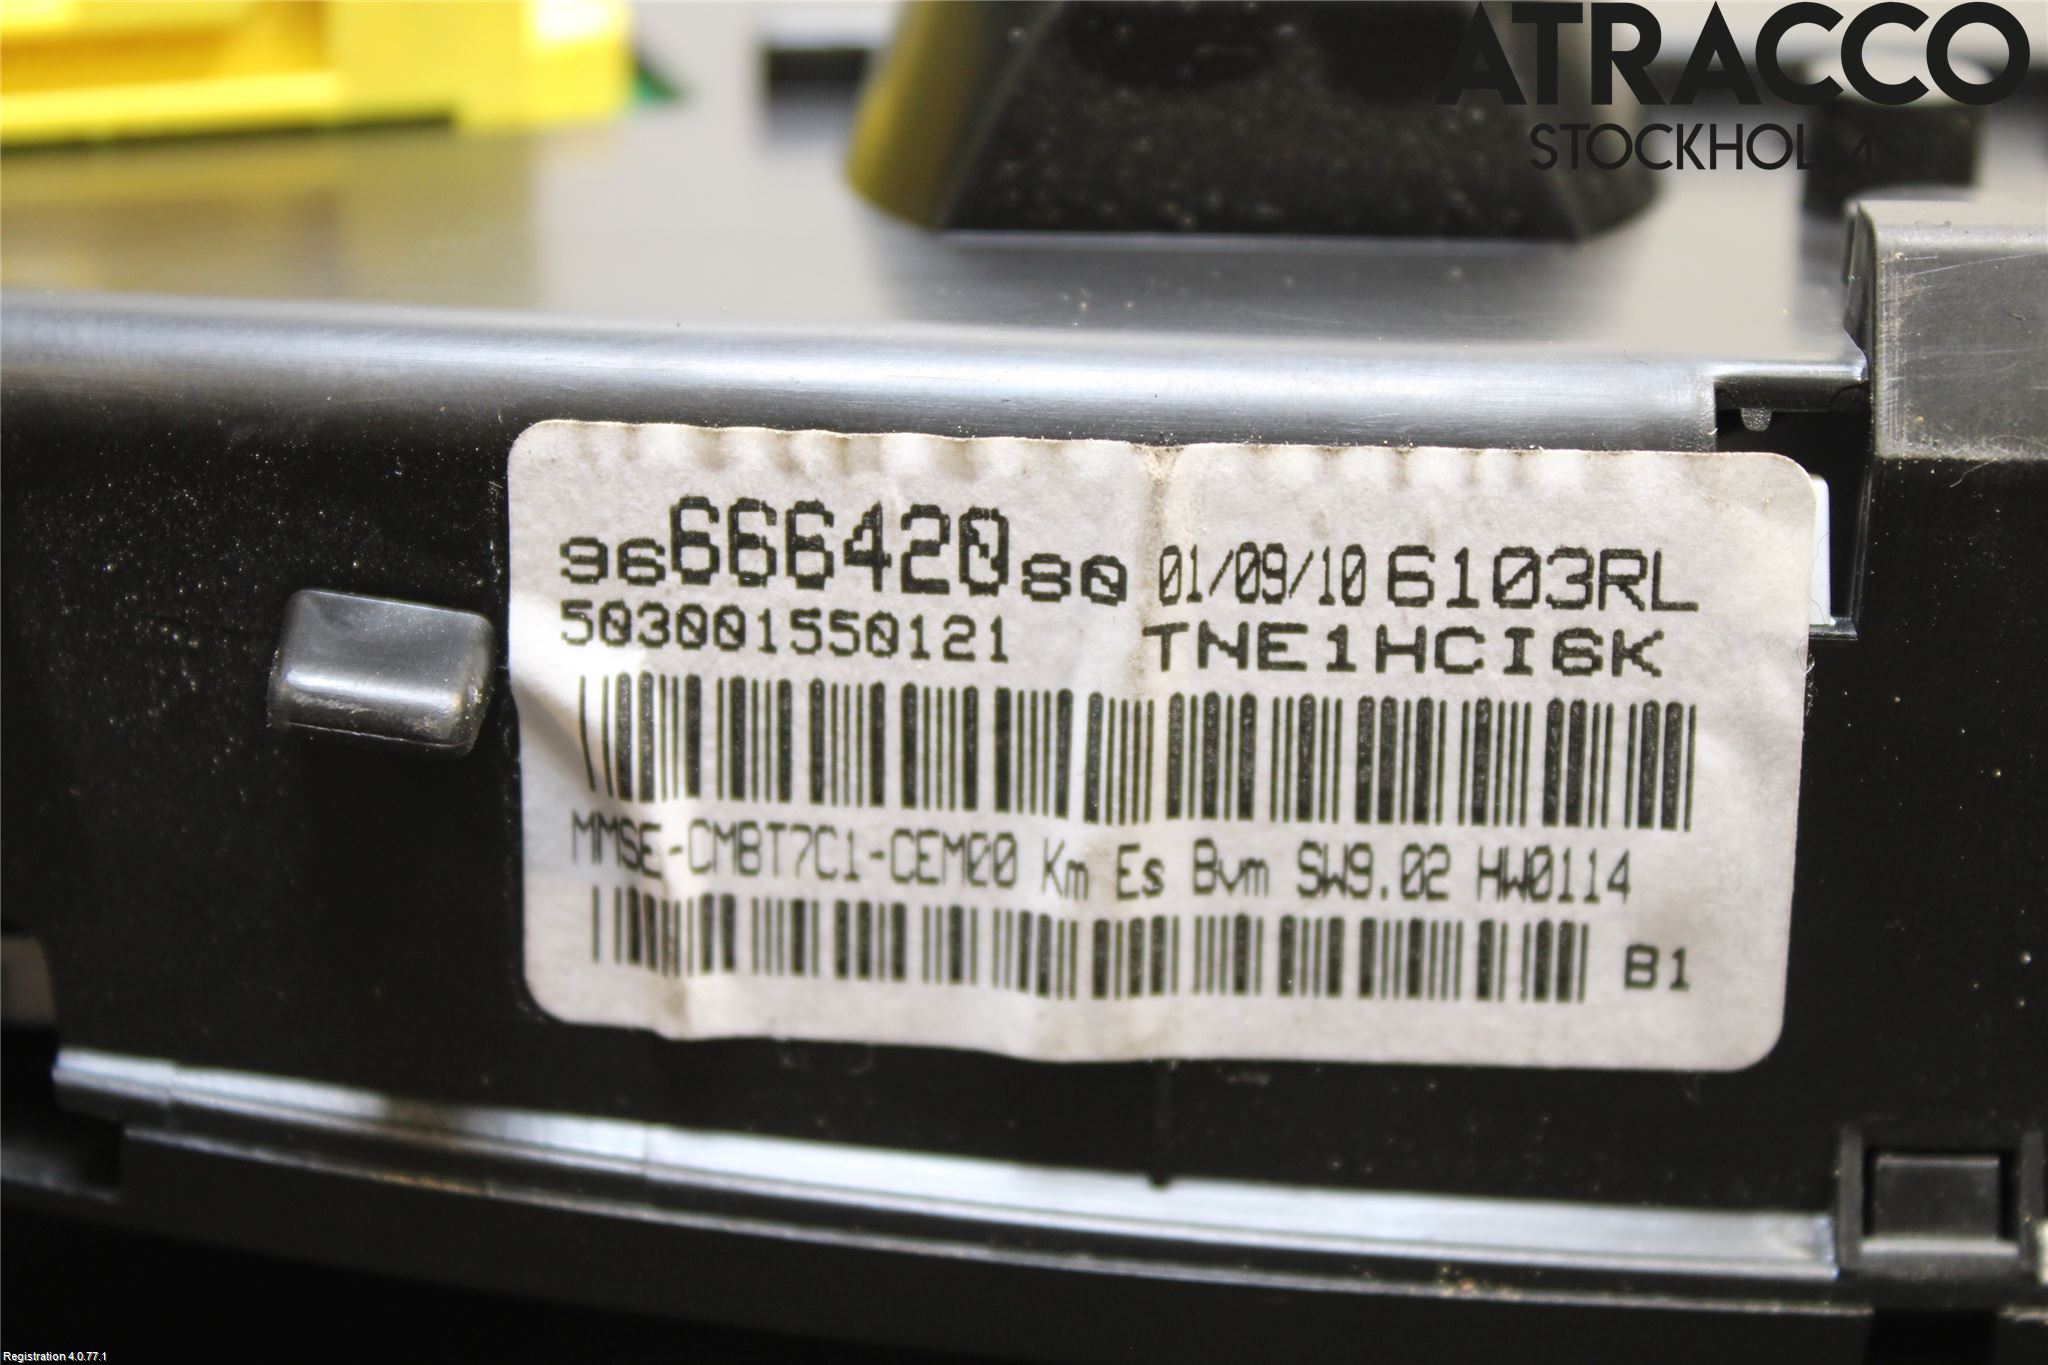 ATRACCO
STOCKHOLM
9666642080 01/09/10 6103RL
503001550121 TNE1HCI6K
MMSE-CMBT7C1-CEM00 Km Es Bvm SW9.02 HW0114
B1
Registration 4.0.77.1